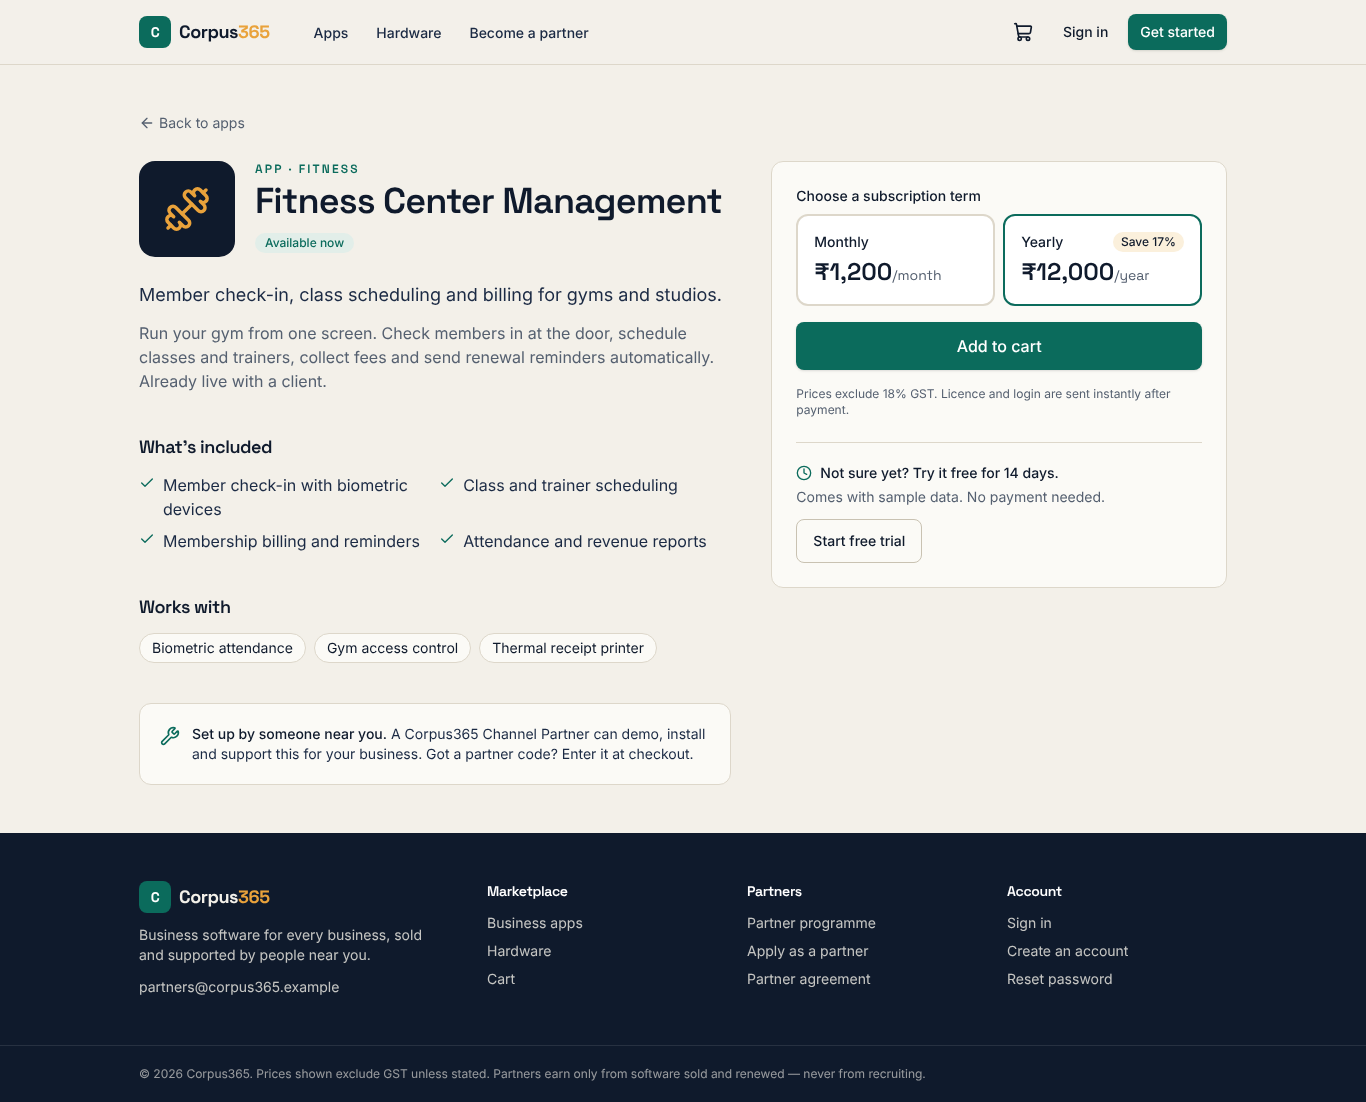 C Corpus365
Apps
Hardware
Become a partner
Sign in
Get started
Back to apps
APP · FITNESS
Fitness Center Management
Available now
Member check-in, class scheduling and billing for gyms and studios.
Run your gym from one screen. Check members in at the door, schedule
classes and trainers, collect fees and send renewal reminders automatically.
Already live with a client.
What's included
Member check-in with biometric
devices
Class and trainer scheduling
Membership billing and reminders
Attendance and revenue reports
Works with
Biometric attendance
Gym access control
Thermal receipt printer
Set up by someone near you. A Corpus365 Channel Partner can demo, install
and support this for your business. Got a partner code? Enter it at checkout.
Choose a subscription term
Monthly
₹1,200/month
Yearly
Save 17%
₹12,000/year
Add to cart
Prices exclude 18% GST. Licence and login are sent instantly after
payment.
Not sure yet? Try it free for 14 days.
Comes with sample data. No payment needed.
Start free trial
C Corpus365
Business software for every business, sold
and supported by people near you.
partners@corpus365.example
Marketplace
Business apps
Hardware
Cart
Partners
Partner programme
Apply as a partner
Partner agreement
Account
Sign in
Create an account
Reset password
© 2026 Corpus365. Prices shown exclude GST unless stated. Partners earn only from software sold and renewed — never from recruiting.